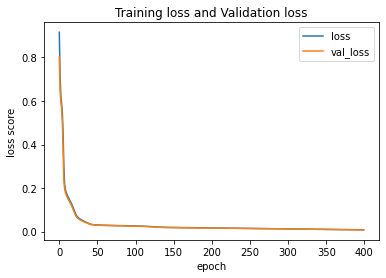 Training loss and Validation loss
loss
val_loss
loss score
0.8
0.6
0.4
0.2
0.0
0 50 100 150 200 250 300 350 400
epoch